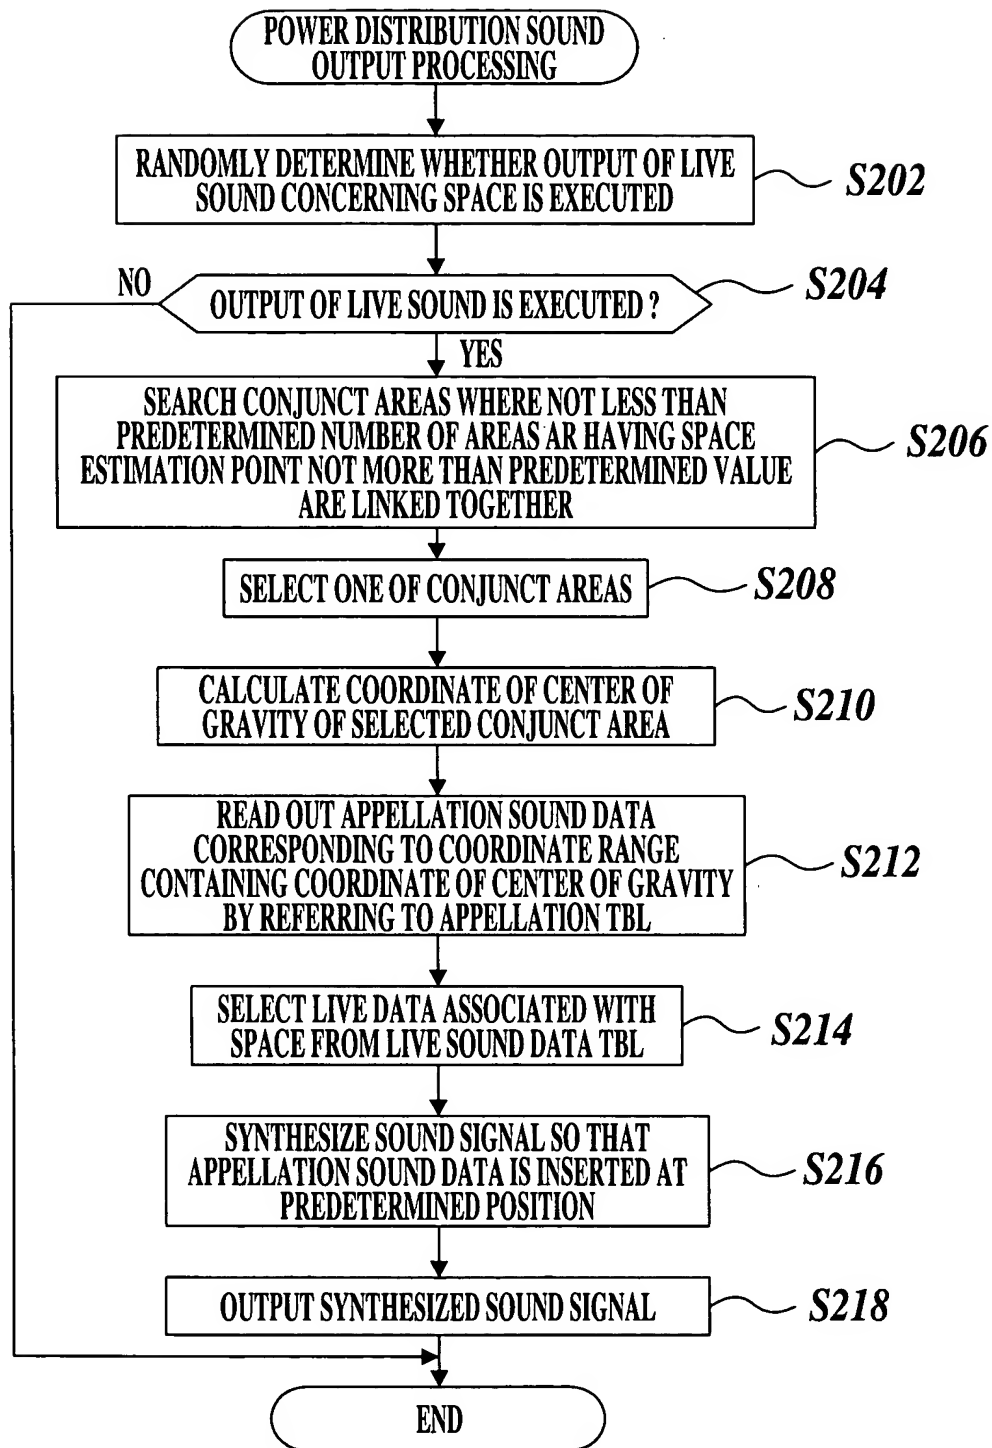 POWER DISTRIBUTION SOUND
OUTPUT PROCESSING
RANDOMLY DETERMINE WHETHER OUTPUT OF LIVE
SOUND CONCERNING SPACE IS EXECUTED
S202
NO
OUTPUT OF LIVE SOUND IS EXECUTED ?
S204
YES
SEARCH CONJUNCT AREAS WHERE NOT LESS THAN
PREDETERMINED NUMBER OF AREAS AR HAVING SPACE
ESTIMATION POINT NOT MORE THAN PREDETERMINED VALUE
ARE LINKED TOGETHER
S206
SELECT ONE OF CONJUNCT AREAS
S208
CALCULATE COORDINATE OF CENTER OF
GRAVITY OF SELECTED CONJUNCT AREA
S210
READ OUT APPELLATION SOUND DATA
CORRESPONDING TO COORDINATE RANGE
CONTAINING COORDINATE OF CENTER OF GRAVITY
BY REFERRING TO APPELLATION TBL
S212
SELECT LIVE DATA ASSOCIATED WITH
SPACE FROM LIVE SOUND DATA TBL
S214
SYNTHESIZE SOUND SIGNAL SO THAT
APPELLATION SOUND DATA IS INSERTED AT
PREDETERMINED POSITION
S216
OUTPUT SYNTHESIZED SOUND SIGNAL
S218
END